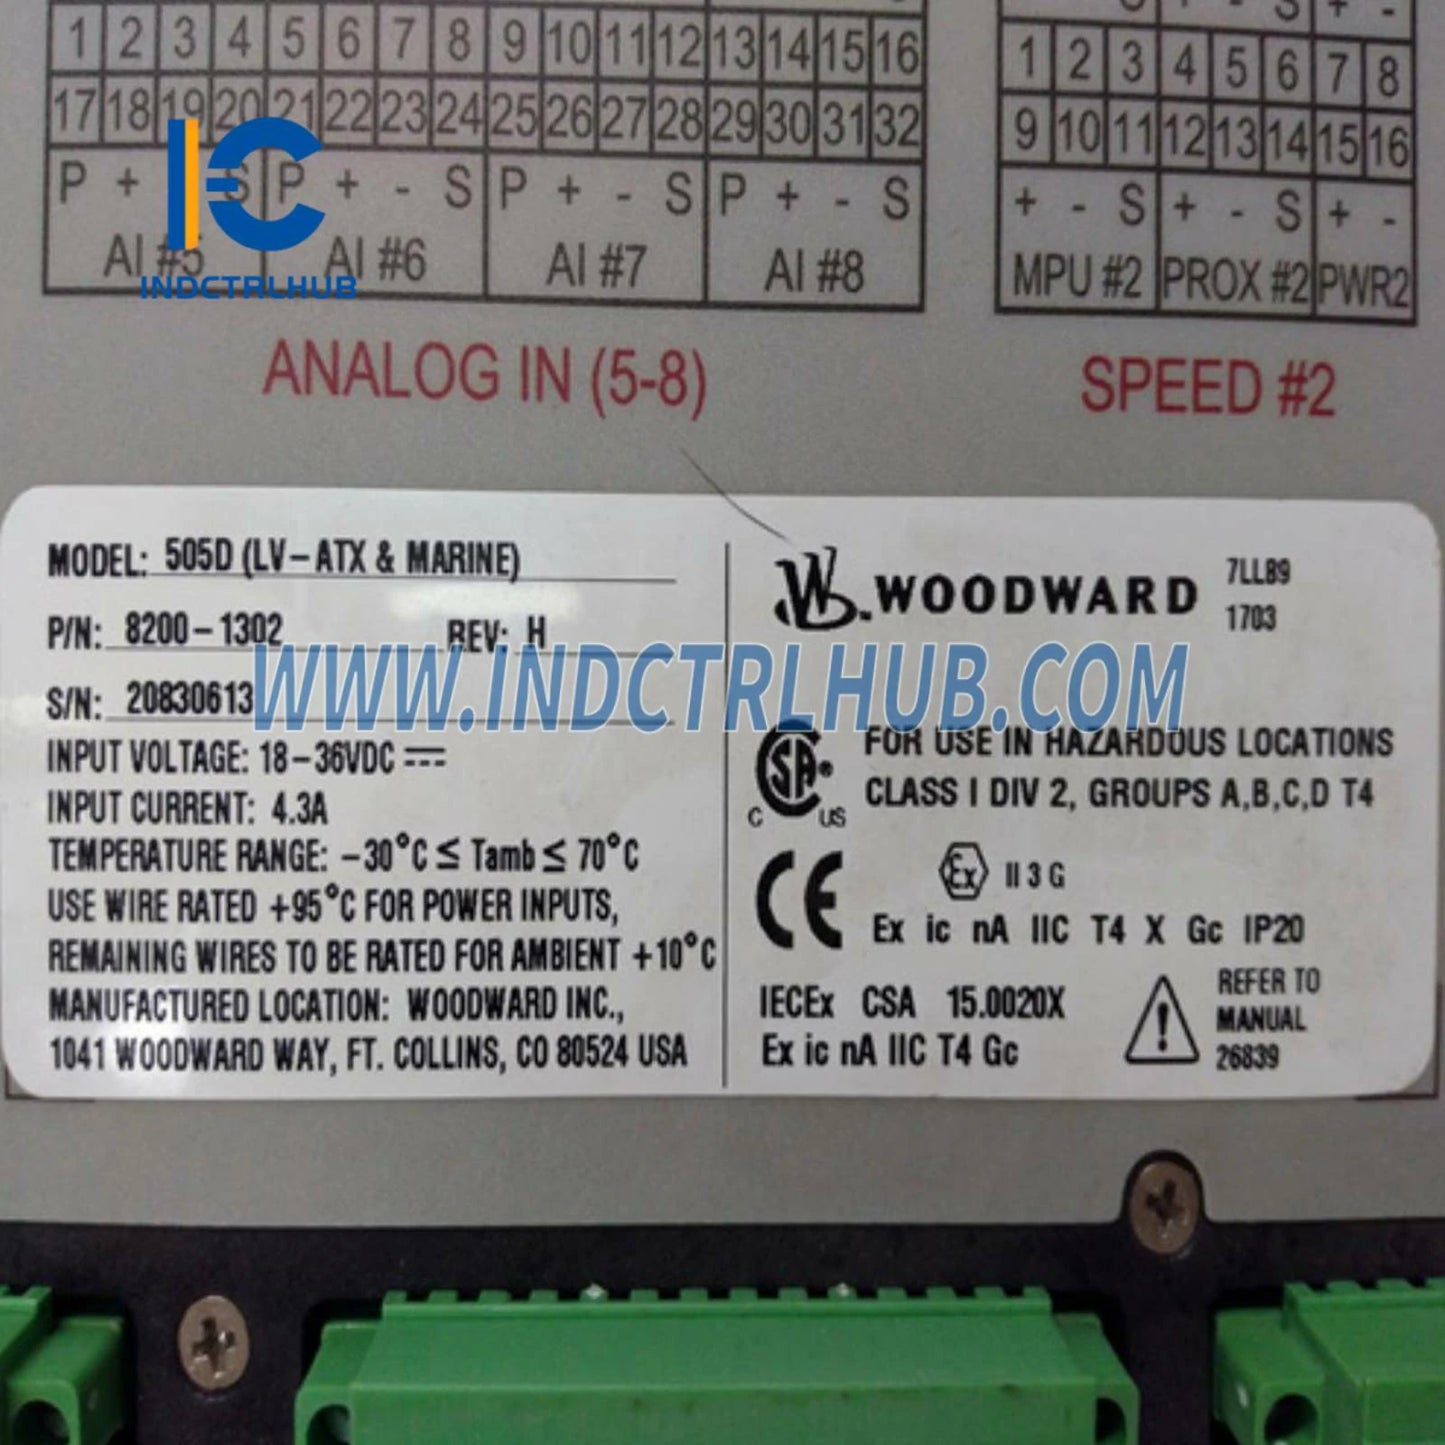 S + - S + -
1 2 3 4 5 6 7 8 9 10 11 12 13 14 15 16
17 18 19 20 21 22 23 24 25 26 27 28 29 30 31 32
P + S P + - S P + - S P + - S
AI #5 AI #6 AI #7 AI #8
ANALOG IN (5-8)
1 2 3 4 5 6 7 8
9 10 11 12 13 14 15 16
+ - S + - S + -
MPU #2 PROX #2 PWR2
SPEED #2
INDCTRLHUB
MODEL: 505D (LV-ATX & MARINE)
P/N: 8200-1302 REV: H
S/N: 20830613
INPUT VOLTAGE: 18-36VDC
INPUT CURRENT: 4.3A
TEMPERATURE RANGE: -30°C ≤ Tamb ≤ 70°C
USE WIRE RATED +95°C FOR POWER INPUTS,
REMAINING WIRES TO BE RATED FOR AMBIENT +10°C
MANUFACTURED LOCATION: WOODWARD INC.,
1041 WOODWARD WAY, FT. COLLINS, CO 80524 USA
WOODWARD
7LL89
1703
WWW.INDCTRLHUB.COM
C SA® US
FOR USE IN HAZARDOUS LOCATIONS
CLASS I DIV 2, GROUPS A,B,C,D T4
CE
Ex II 3 G
Ex ic nA IIC T4 X Gc IP20
IECEx CSA 15.0020X
Ex ic nA IIC T4 Gc
REFER TO
MANUAL
26839